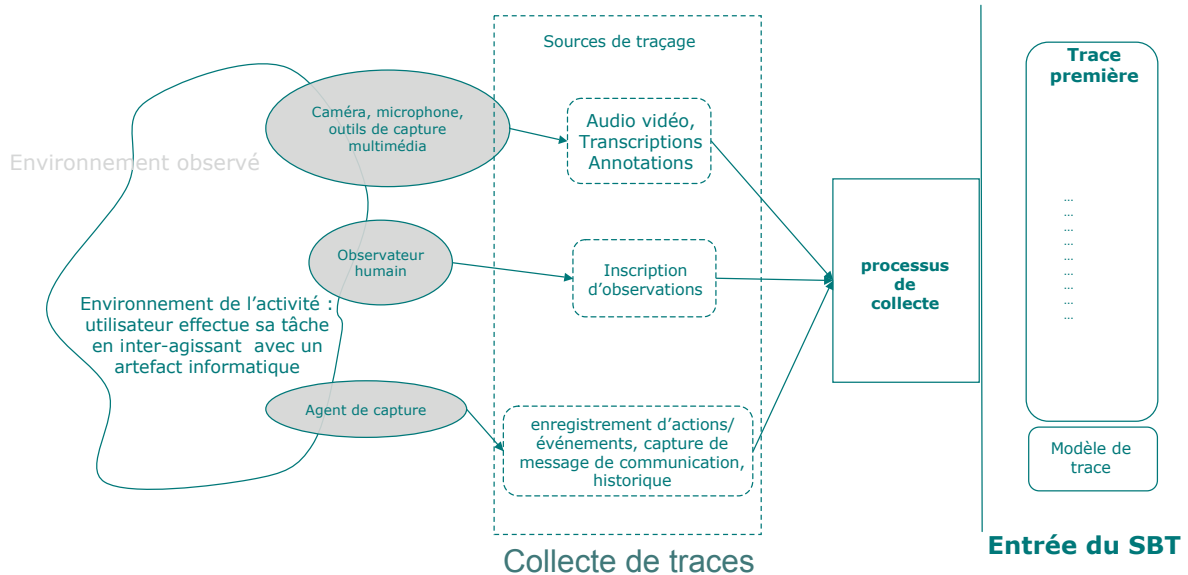 Sources de traçage
Trace
première
Caméra, microphone,
outils de capture
multimédia
Audio vidéo,
Transcriptions
Annotations
Environnement observé
...
...
...
...
...
...
...
...
...
Observateur
humain
Inscription
d’observations
processus
de
collecte
Environnement de l’activité :
utilisateur effectue sa tâche
en inter-agissant avec un
artefact informatique
Agent de capture
enregistrement d’actions/
événements, capture de
message de communication,
historique
Modèle de
trace
Entrée du SBT
Collecte de traces